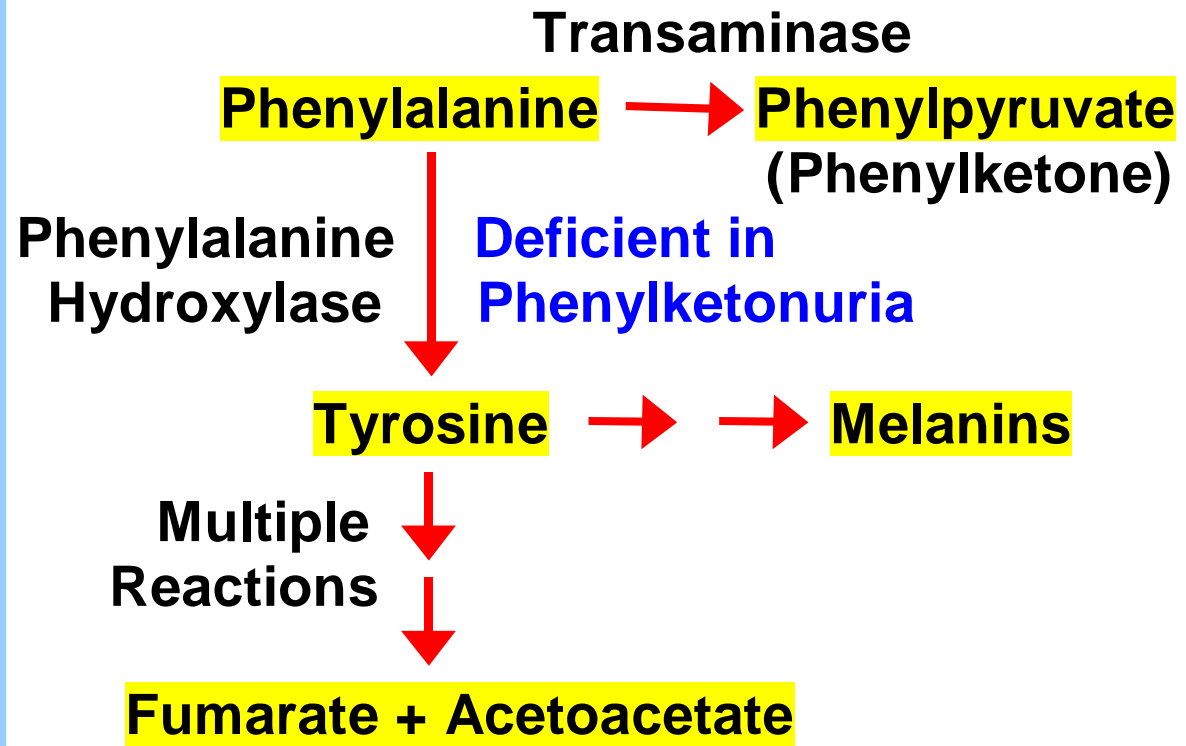 Transaminase
Phenylalanine Phenylpyruvate
(Phenylketone)
Phenylalanine Deficient in
Hydroxylase Phenylketonuria
Tyrosine Melanins
Multiple
Reactions
Fumarate + Acetoacetate